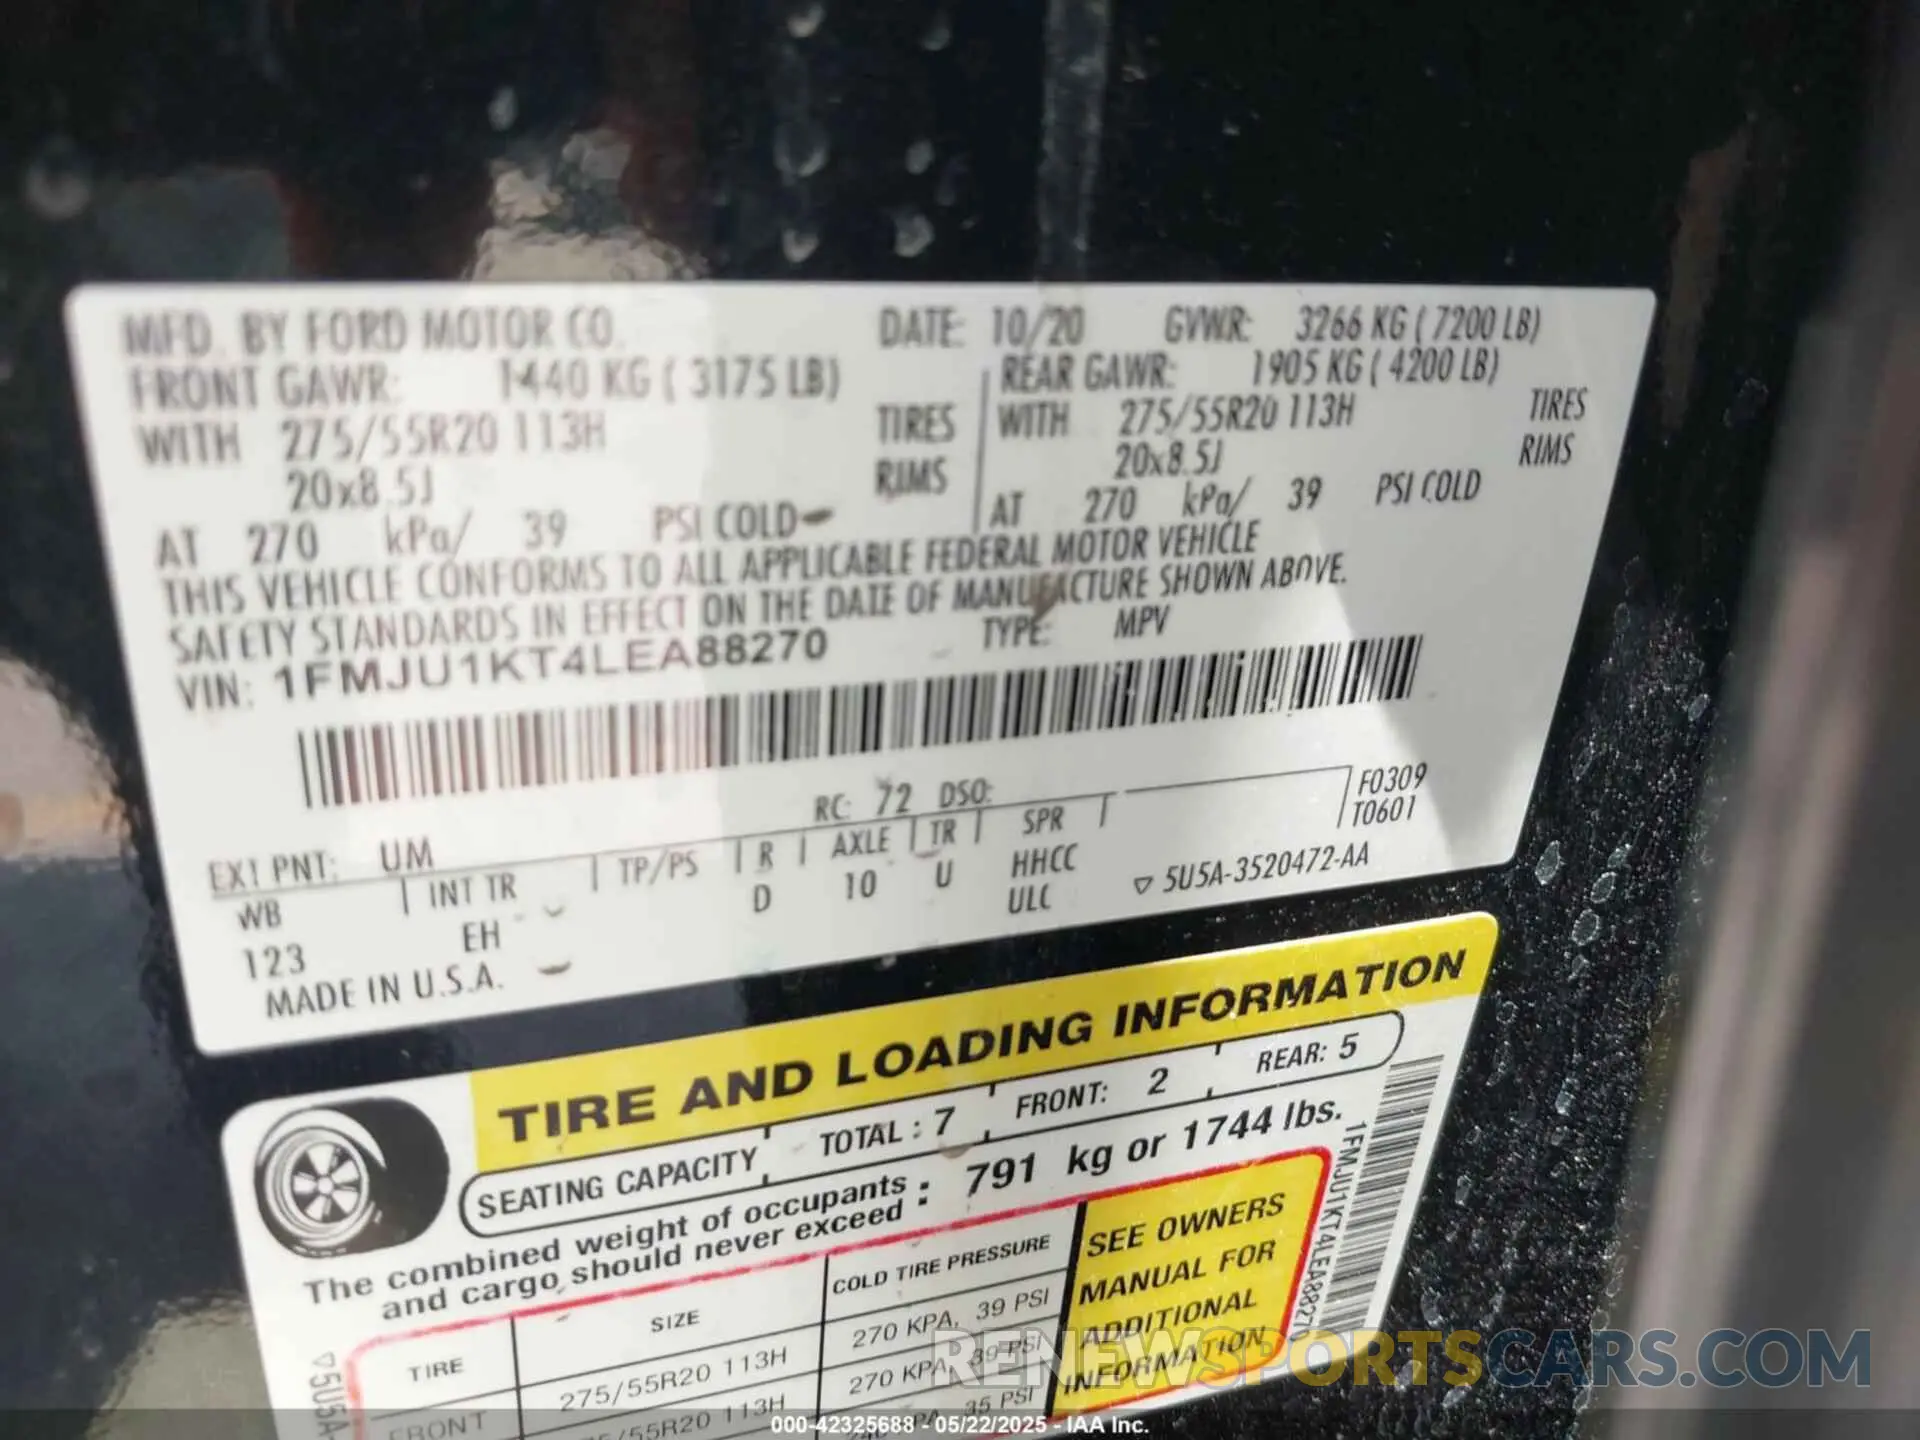 MFD. BY FORD MOTOR CO. DATE: 10/20 GVWR: 3266 KG ( 7200 LB)
FRONT GAWR: 1440 KG ( 3175 LB) REAR GAWR: 1905 KG ( 4200 LB)
WITH 275/55R20 113H TIRES WITH 275/55R20 113H TIRES
20x8.5J RIMS 20x8.5J RIMS
AT 270 kPa/ 39 PSI COLD AT 270 kPa/ 39 PSI COLD
THIS VEHICLE CONFORMS TO ALL APPLICABLE FEDERAL MOTOR VEHICLE
SAFETY STANDARDS IN EFFECT ON THE DATE OF MANUFACTURE SHOWN ABOVE.
VIN: 1FMJU1KT4LEA88270 TYPE: MPV
EXT PNT: UM RC: 72 DSO: F0309
WB INT TR TP/PS R AXLE TR SPR T0601
123 EH D 10 U HHCC
ULC
5U5A-3520472-AA
MADE IN U.S.A.
TIRE AND LOADING INFORMATION
SEATING CAPACITY TOTAL : 7 FRONT: 2 REAR: 5
The combined weight of occupants
and cargo should never exceed : 791 kg or 1744 lbs.
TIRE SIZE COLD TIRE PRESSURE
FRONT 275/55R20 113H 270 KPA, 39 PSI
55R20 113H 270 KPA, 39 PSI
35 PSI
SEE OWNERS
MANUAL FOR
ADDITIONAL
INFORMATION
1FMJU1KT4LEA8827
5U5A-
RENEWSPORTSCARS.COM
000-42325688 - 05/22/2025 - IAA Inc.